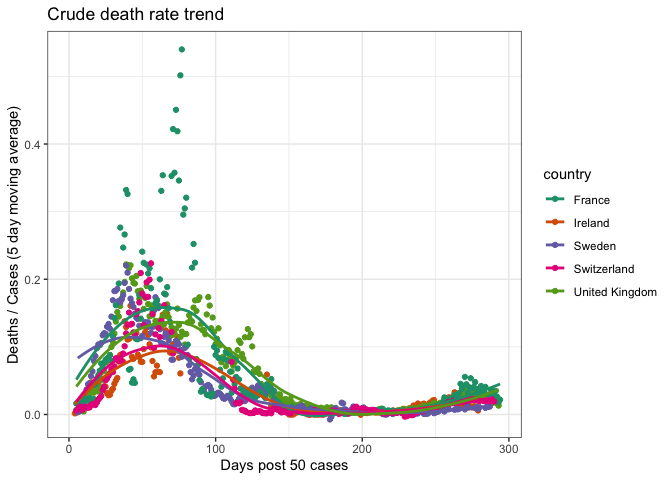 Crude death rate trend
Deaths / Cases (5 day moving average)
0.4
0.2
0.0
0
100
200
300
Days post 50 cases
country
France
Ireland
Sweden
Switzerland
United Kingdom